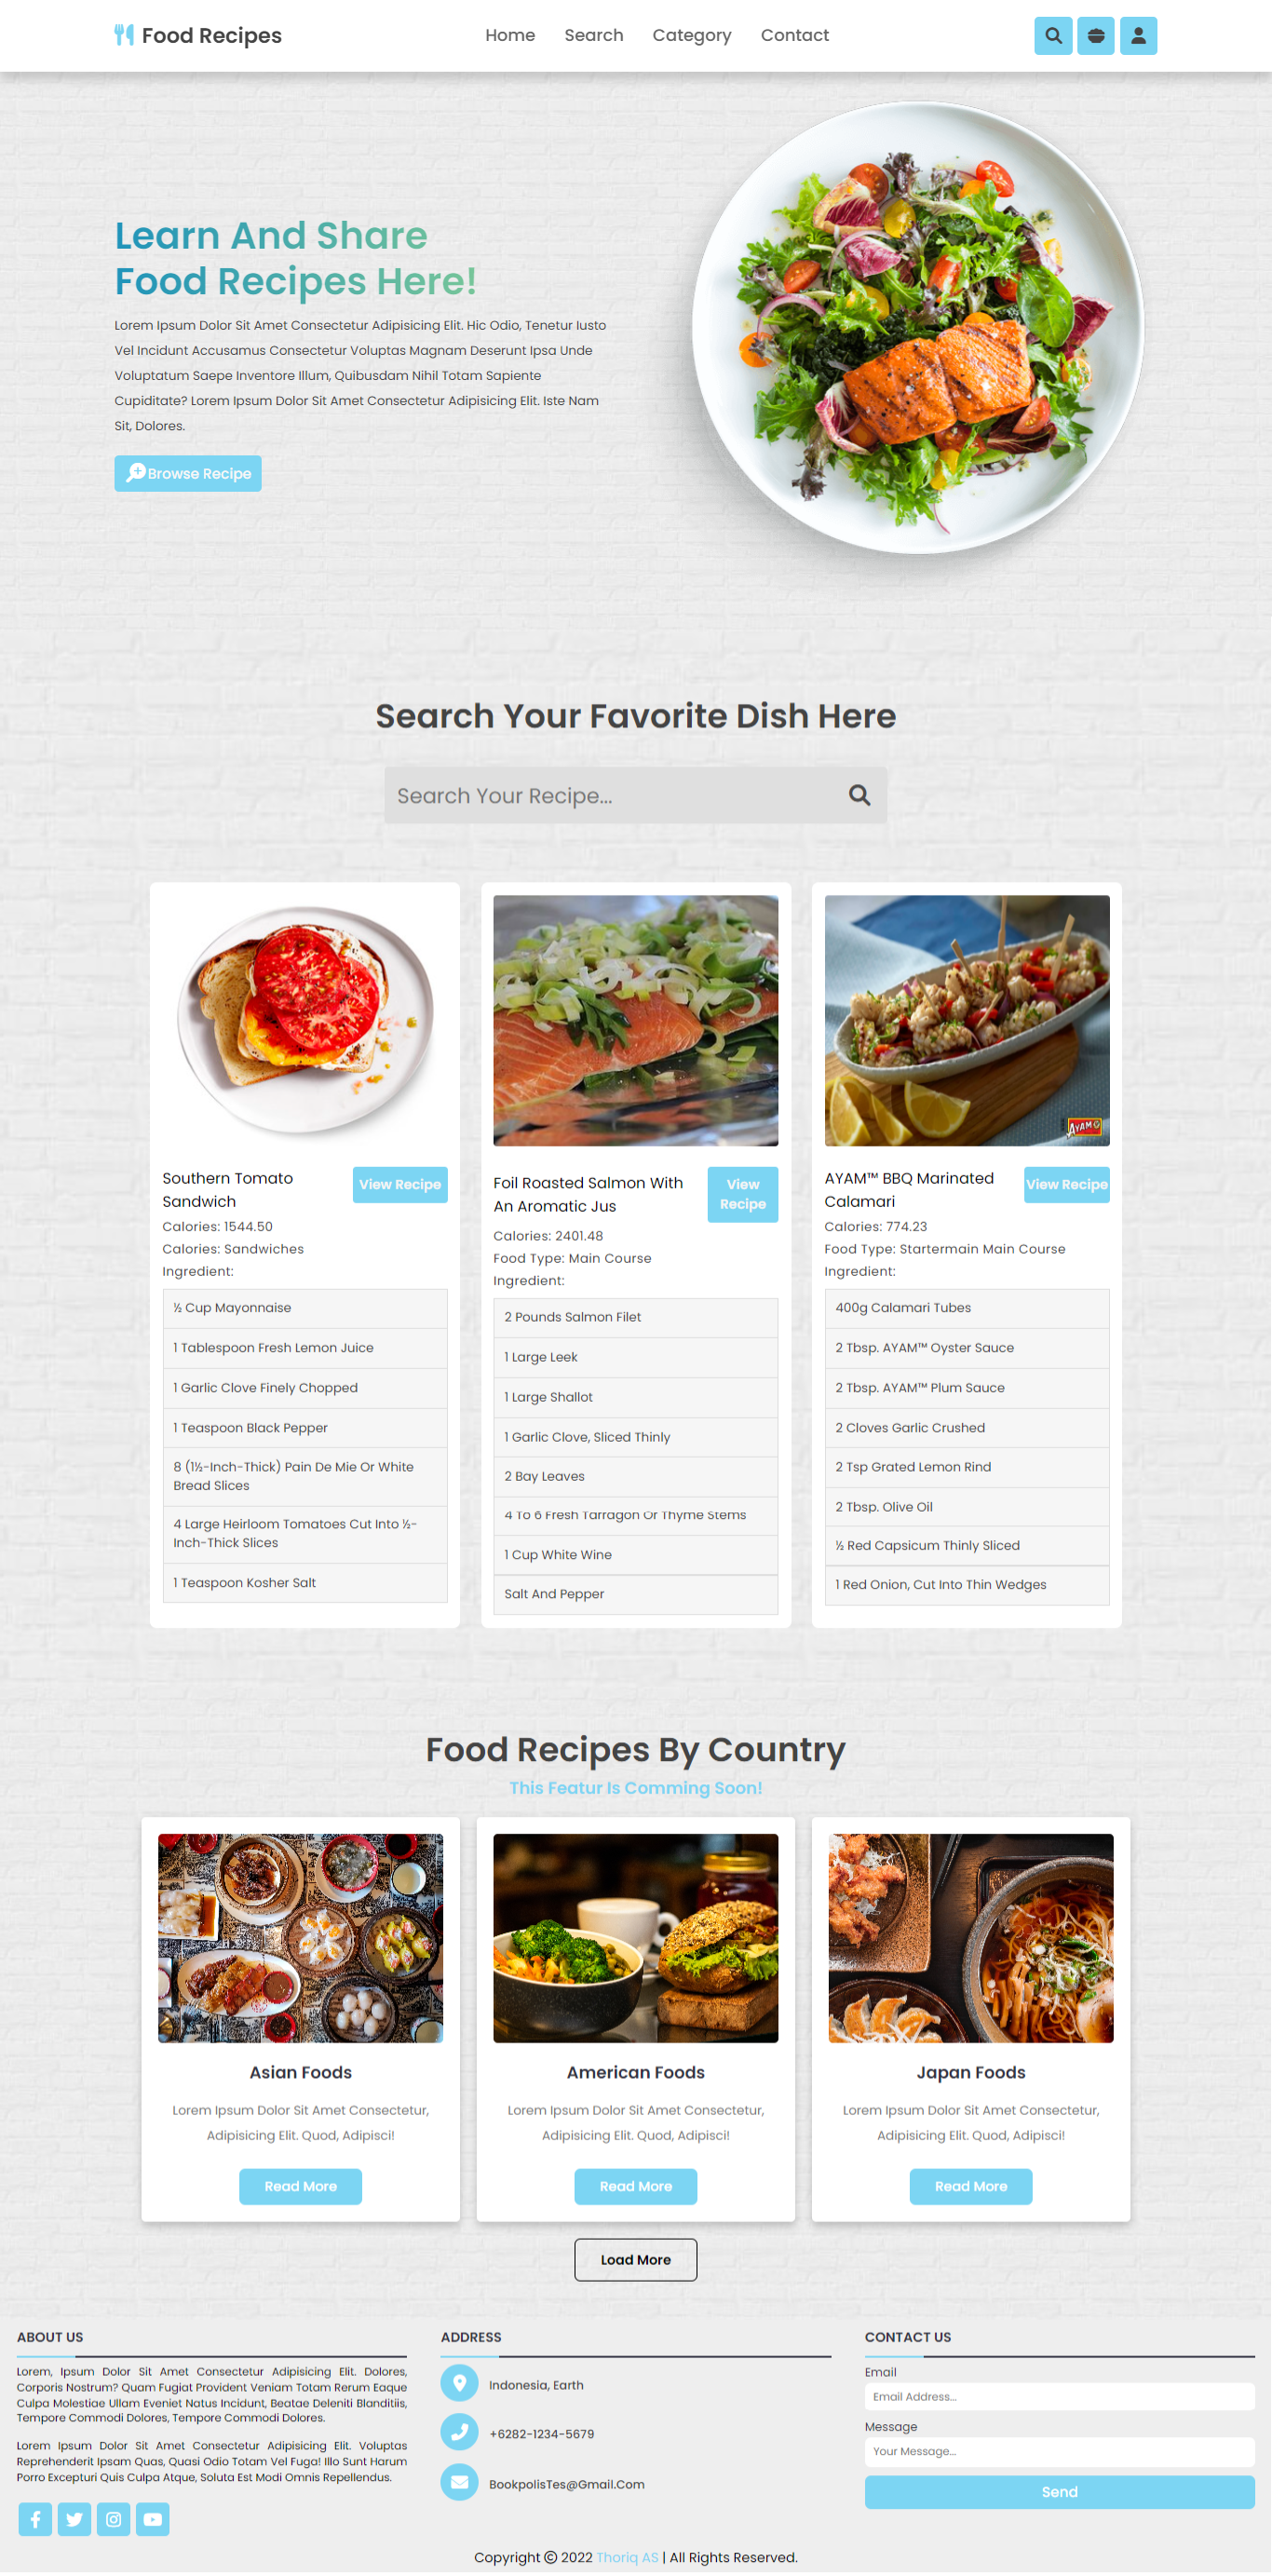 Food Recipes
Home Search Category Contact
Learn And Share
Food Recipes Here!
Lorem Ipsum Dolor Sit Amet Consectetur Adipisicing Elit. Hic Odio, Tenetur Iusto
Vel Incidunt Accusamus Consectetur Voluptas Magnam Deserunt Ipsa Unde
Voluptatum Saepe Inventore Illum, Quibusdam Nihil Totam Sapiente
Cupiditate? Lorem Ipsum Dolor Sit Amet Consectetur Adipisicing Elit. Iste Nam
Sit, Dolores.
Browse Recipe
Search Your Favorite Dish Here
Search Your Recipe...
Southern Tomato
Sandwich
View Recipe
Calories: 1544.50
Calories: Sandwiches
Ingredient:
½ Cup Mayonnaise
1 Tablespoon Fresh Lemon Juice
1 Garlic Clove Finely Chopped
1 Teaspoon Black Pepper
8 (1½-Inch-Thick) Pain De Mie Or White
Bread Slices
4 Large Heirloom Tomatoes Cut Into ½-
Inch-Thick Slices
1 Teaspoon Kosher Salt
Foil Roasted Salmon With
An Aromatic Jus
View
Recipe
Calories: 2401.48
Food Type: Main Course
Ingredient:
2 Pounds Salmon Filet
1 Large Leek
1 Large Shallot
1 Garlic Clove, Sliced Thinly
2 Bay Leaves
4 To 6 Fresh Tarragon Or Thyme Stems
1 Cup White Wine
Salt And Pepper
AYAM
AYAM™ BBQ Marinated
Calamari
View Recipe
Calories: 774.23
Food Type: Startermain Main Course
Ingredient:
400g Calamari Tubes
2 Tbsp. AYAM™ Oyster Sauce
2 Tbsp. AYAM™ Plum Sauce
2 Cloves Garlic Crushed
2 Tsp Grated Lemon Rind
2 Tbsp. Olive Oil
½ Red Capsicum Thinly Sliced
1 Red Onion, Cut Into Thin Wedges
Food Recipes By Country
This Featur Is Comming Soon!
Asian Foods
Lorem Ipsum Dolor Sit Amet Consectetur,
Adipisicing Elit. Quod, Adipisci!
Read More
American Foods
Lorem Ipsum Dolor Sit Amet Consectetur,
Adipisicing Elit. Quod, Adipisci!
Read More
Japan Foods
Lorem Ipsum Dolor Sit Amet Consectetur,
Adipisicing Elit. Quod, Adipisci!
Read More
Load More
ABOUT US
Lorem, Ipsum Dolor Sit Amet Consectetur Adipisicing Elit. Dolores,
Corporis Nostrum? Quam Fugiat Provident Veniam Totam Rerum Eaque
Culpa Molestiae Ullam Eveniet Natus Incidunt, Beatae Deleniti Blanditiis,
Tempore Commodi Dolores, Tempore Commodi Dolores.
Lorem Ipsum Dolor Sit Amet Consectetur Adipisicing Elit. Voluptas
Reprehenderit Ipsam Quas, Quasi Odio Totam Vel Fuga! Illo Sunt Harum
Porro Excepturi Quis Culpa Atque, Soluta Est Modi Omnis Repellendus.
ADDRESS
Indonesia, Earth
+6282-1234-5679
BookpolisTes@Gmail.Com
CONTACT US
Email
Email Address...
Message
Your Message...
Send
Copyright © 2022 Thoriq AS | All Rights Reserved.